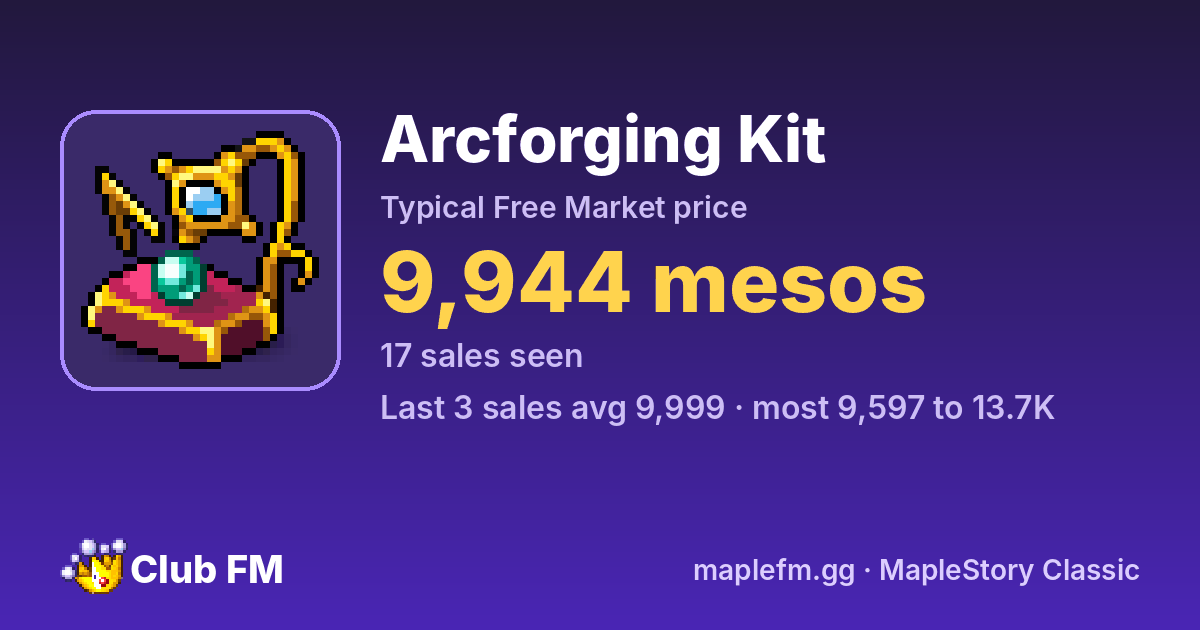 Arcforging Kit
Typical Free Market price
9,944 mesos
17 sales seen
Last 3 sales avg 9,999 · most 9,597 to 13.7K
Club FM
maplefm.gg · MapleStory Classic